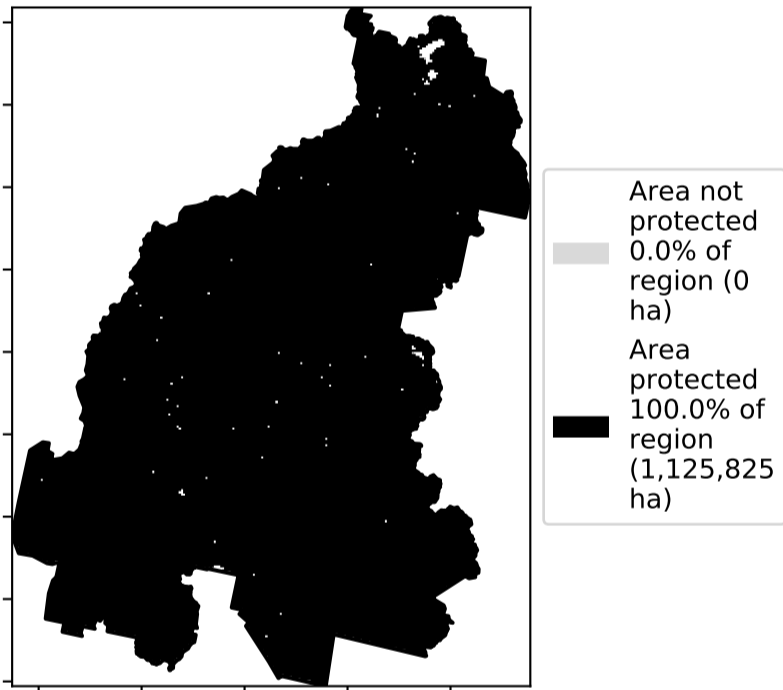 Area not
protected
0.0% of
region (0
ha)
Area
protected
100.0% of
region
(1,125,825
ha)